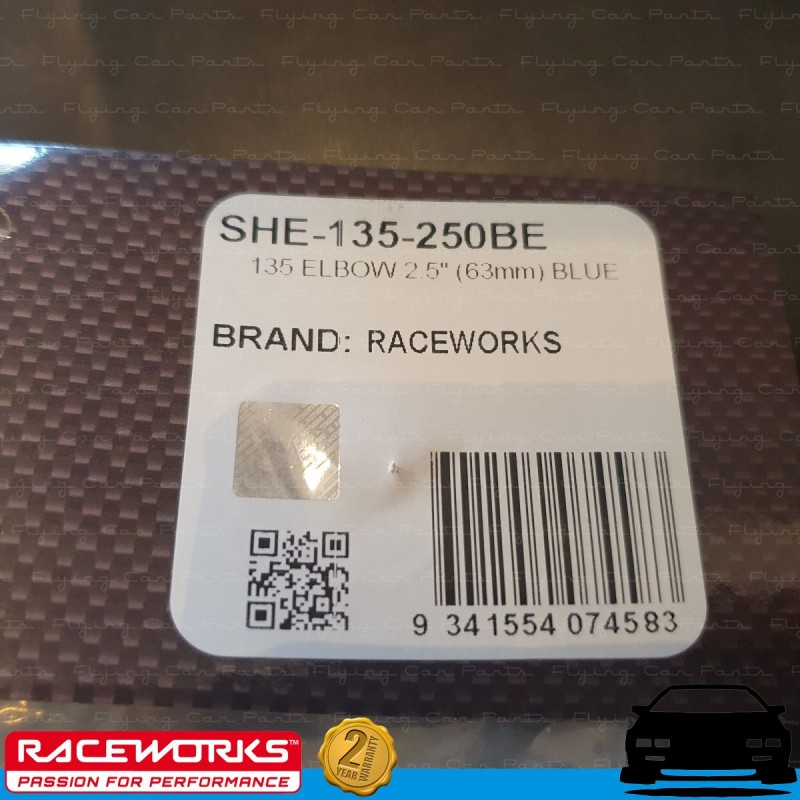 SHE-135-250BE
135 ELBOW 2.5" (63mm) BLUE
BRAND: RACEWORKS
9 341554 074583
RACEWORKS™
PASSION FOR PERFORMANCE
2
YEAR WARRANTY
Flying Car Parts